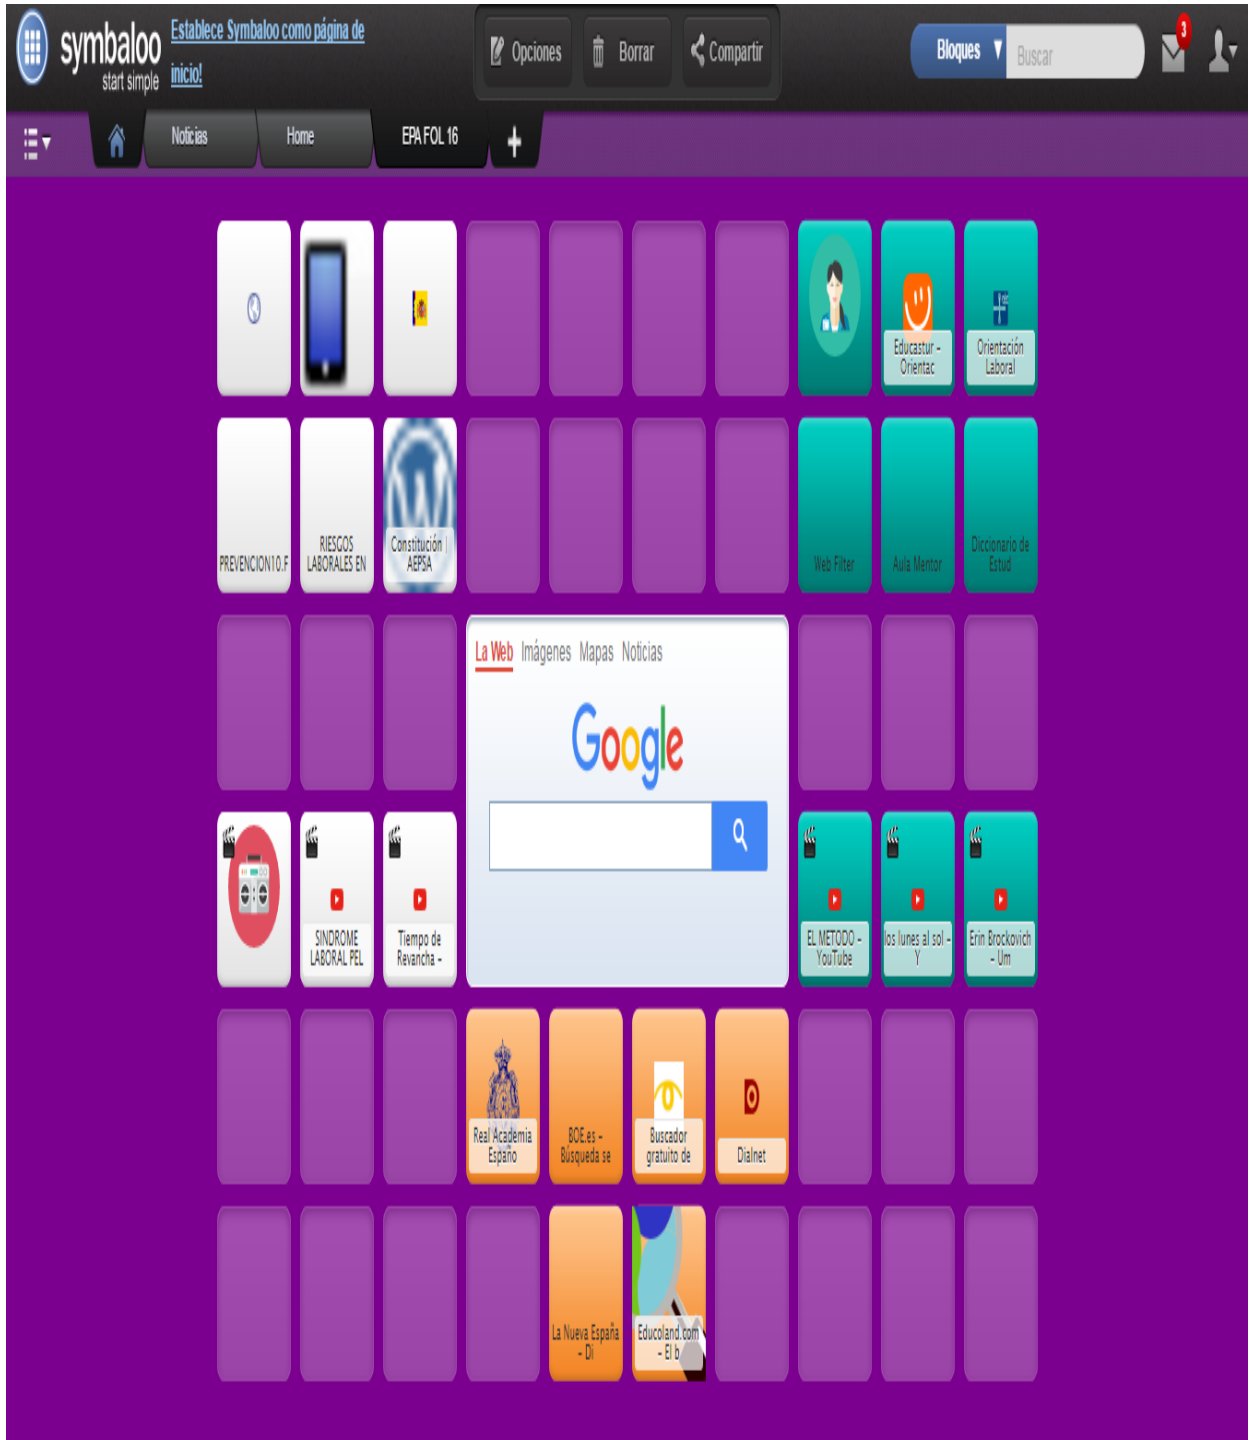 symbaloo
start simple
Establece Symbaloo como página de
inicio!
Opciones
Borrar
Compartir
Bloques
Buscar
3
Noticias
Home
EPA FOL 16
+
Educastur –
Orientac
Orientación
Laboral
PREVENCION10.F
RIESGOS
LABORALES EN
Constitución |
AEPSA
Web Filter
Aula Mentor
Diccionario de
Estud
La Web Imágenes Mapas Noticias
Google
SINDROME
LABORAL PEL
Tiempo de
Revancha –
EL METODO –
YouTube
los lunes al sol –
Y
Erin Brockovich
– Um
Real Academia
Españo
BOE.es –
Búsqueda se
Buscador
gratuito de
Dialnet
La Nueva España
– Di
Educoland.com
– El b